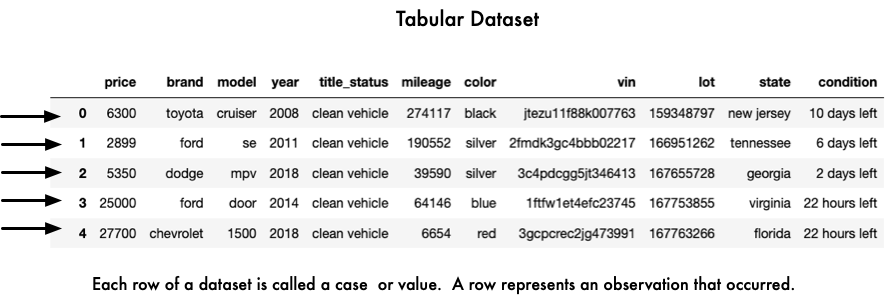 Tabular Dataset
price brand model year title_status mileage color vin lot state condition
0 6300 toyota cruiser 2008 clean vehicle 274117 black jtezu11f88k007763 159348797 new jersey 10 days left
1 2899 ford se 2011 clean vehicle 190552 silver 2fmdk3gc4bbb02217 166951262 tennessee 6 days left
2 5350 dodge mpv 2018 clean vehicle 39590 silver 3c4pdcgg5jt346413 167655728 georgia 2 days left
3 25000 ford door 2014 clean vehicle 64146 blue 1ftfw1et4efc23745 167753855 virginia 22 hours left
4 27700 chevrolet 1500 2018 clean vehicle 6654 red 3gcpcrec2jg473991 167763266 florida 22 hours left
Each row of a dataset is called a case or value. A row represents an observation that occurred.